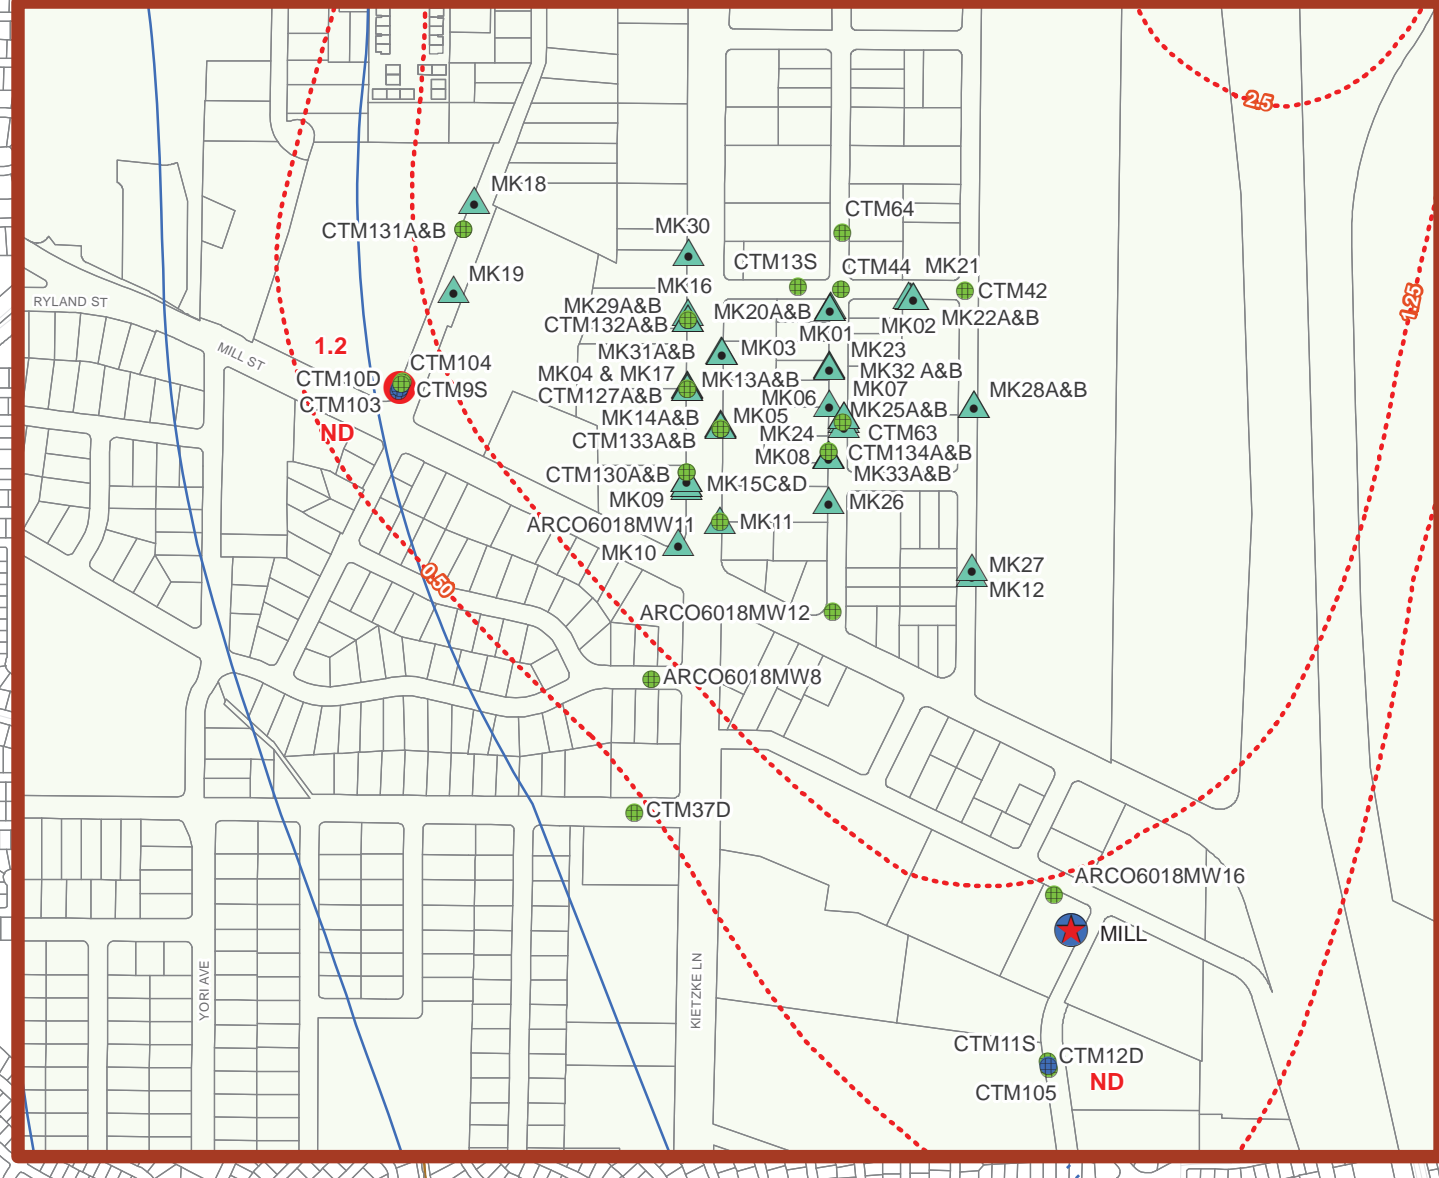 2.5
MK18
CTM131A&B
CTM64
MK30
CTM13S
CTM44
MK21
MK19
MK16
CTM42
1.25
RYLAND ST
MK29A&B
MK20A&B
MK22A&B
CTM132A&B
MK01
MK02
MILL ST
1.2
MK31A&B
MK03
MK23
CTM104
MK04 & MK17
MK13A&B
MK32 A&B
CTM10D
CTM9S
CTM127A&B
MK06
MK07
MK28A&B
CTM103
MK14A&B
MK05
MK25A&B
ND
CTM133A&B
MK24
CTM63
MK08
CTM134A&B
CTM130A&B
MK15C&D
MK33A&B
MK09
MK26
ARCO6018MW11
MK11
MK10
MK27
0.50
MK12
ARCO6018MW12
ARCO6018MW8
CTM37D
ARCO6018MW16
MILL
YORI AVE
KIETZKE LN
CTM11S
CTM12D
ND
CTM105